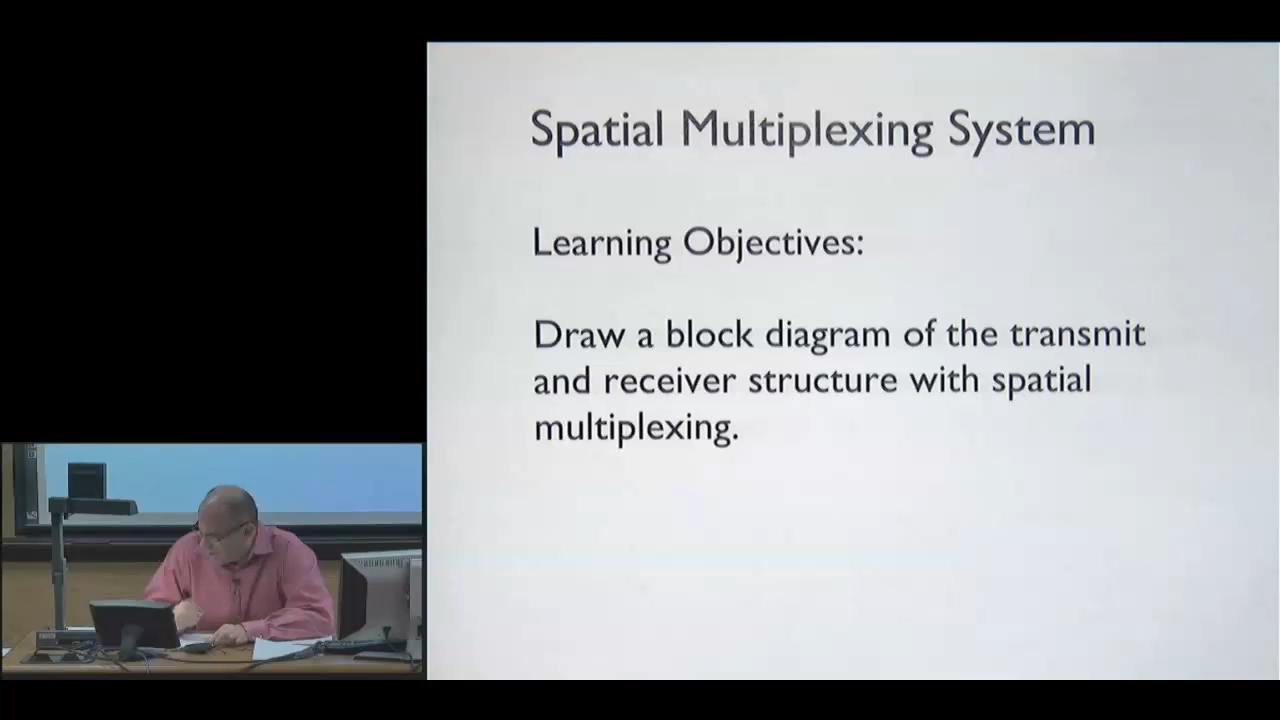 Spatial Multiplexing System
Learning Objectives:
Draw a block diagram of the transmit
and receiver structure with spatial
multiplexing.